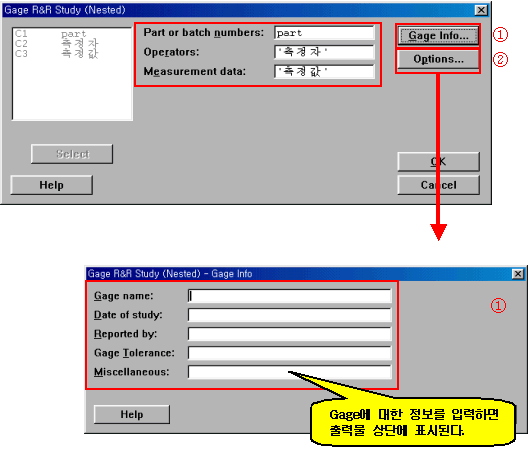 Gage R&R Study (Nested)
C1 part
C2 측정자
C3 측정값
Part or batch numbers: part
Operators: '측정자'
Measurement data: '측정값'
Gage Info... ①
Options... ②
Select
OK
Help
Cancel
Gage R&R Study (Nested) - Gage Info
Gage name:
Date of study:
Reported by:
Gage Tolerance:
Miscellaneous:
①
Help
Gage에 대한 정보를 입력하면
출력물 상단에 표시된다.